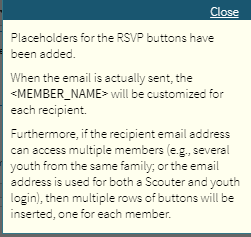 Close
Placeholders for the RSVP buttons have
been added.
When the email is actually sent, the
<MEMBER_NAME> will be customized for
each recipient.
Furthermore, if the recipient email address
can access multiple members (e.g., several
youth from the same family; or the email
address is used for both a Scouter and youth
login), then multiple rows of buttons will be
inserted, one for each member.